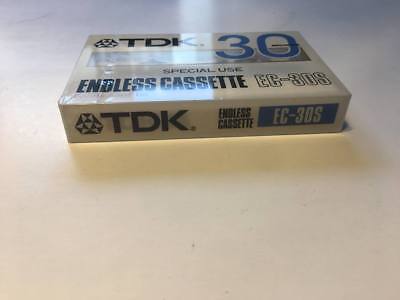 TDK. 30
SPECIAL USE
ENDLESS CASSETTE EC-30S
TDK. ENDLESS CASSETTE EC-30S